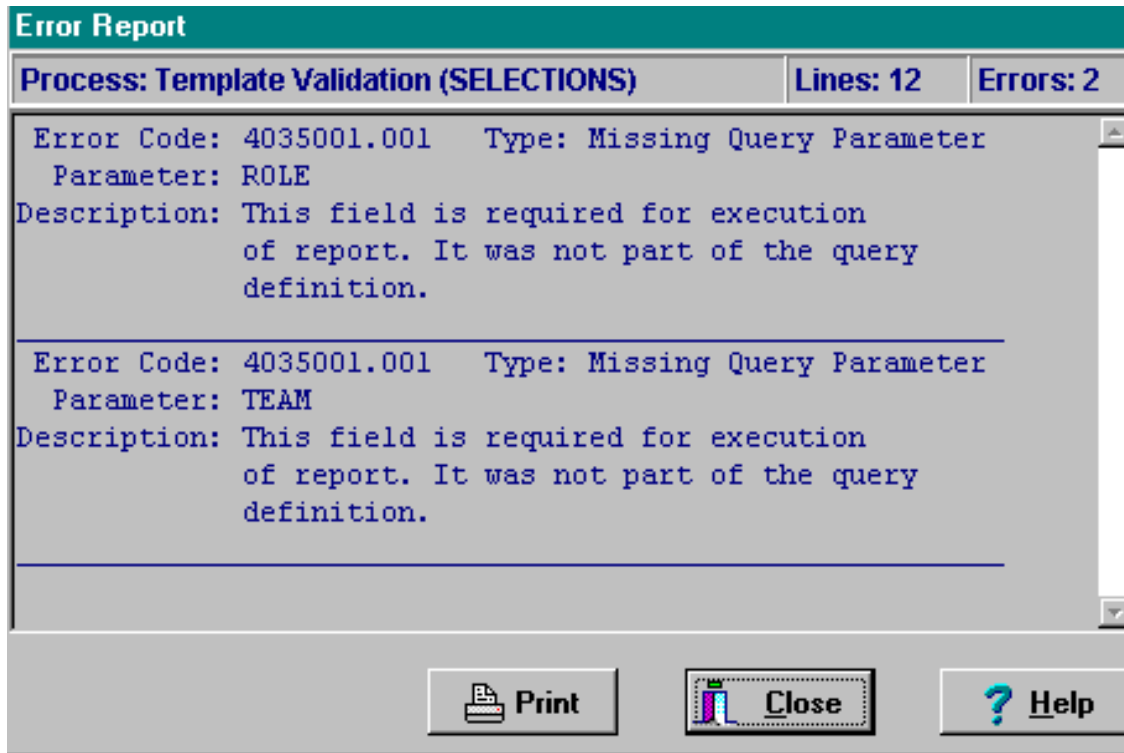 Error Report
Process: Template Validation (SELECTIONS) Lines: 12 Errors: 2
Error Code: 4035001.001 Type: Missing Query Parameter
Parameter: ROLE
Description: This field is required for execution
of report. It was not part of the query
definition.
Error Code: 4035001.001 Type: Missing Query Parameter
Parameter: TEAM
Description: This field is required for execution
of report. It was not part of the query
definition.
Print Close Help